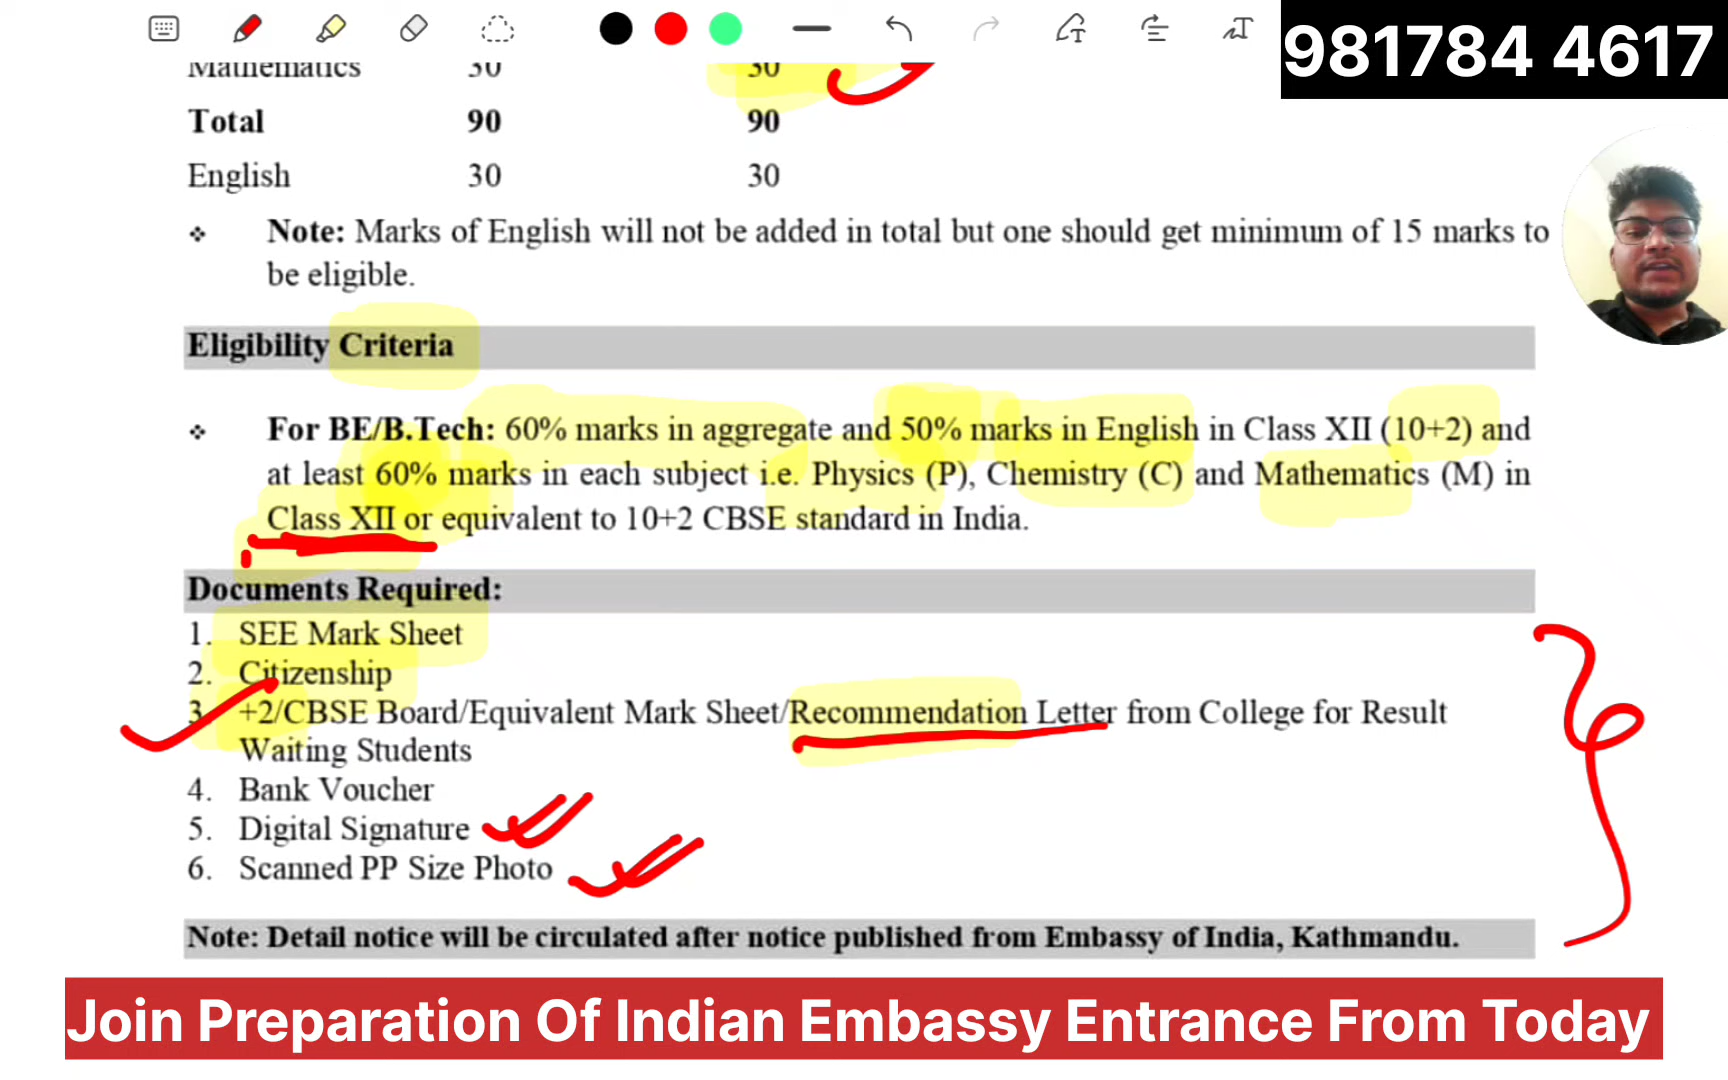 981784 4617
Mathematics 30 30
Total 90 90
English 30 30
❖ Note: Marks of English will not be added in total but one should get minimum of 15 marks to
be eligible.
Eligibility Criteria
❖ For BE/B.Tech: 60% marks in aggregate and 50% marks in English in Class XII (10+2) and
at least 60% marks in each subject i.e. Physics (P), Chemistry (C) and Mathematics (M) in
Class XII or equivalent to 10+2 CBSE standard in India.
Documents Required:
1. SEE Mark Sheet
2. Citizenship
3. +2/CBSE Board/Equivalent Mark Sheet/Recommendation Letter from College for Result
Waiting Students
4. Bank Voucher
5. Digital Signature
6. Scanned PP Size Photo
Note: Detail notice will be circulated after notice published from Embassy of India, Kathmandu.
Join Preparation Of Indian Embassy Entrance From Today